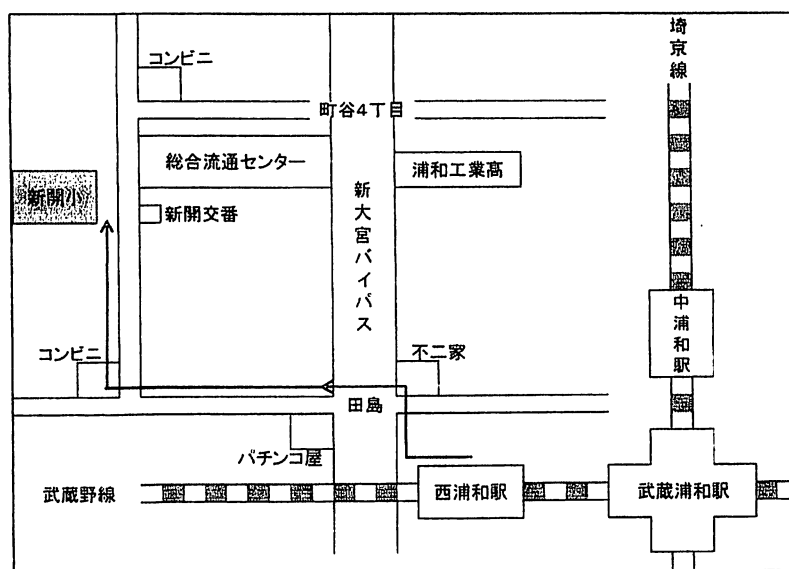 コンビニ
埼京線
町谷4丁目
総合流通センター
浦和工業高
新開小
新開交番
新大宮バイパス
中浦和駅
コンビニ
不二家
田島
パチンコ屋
武蔵野線
西浦和駅
武蔵浦和駅